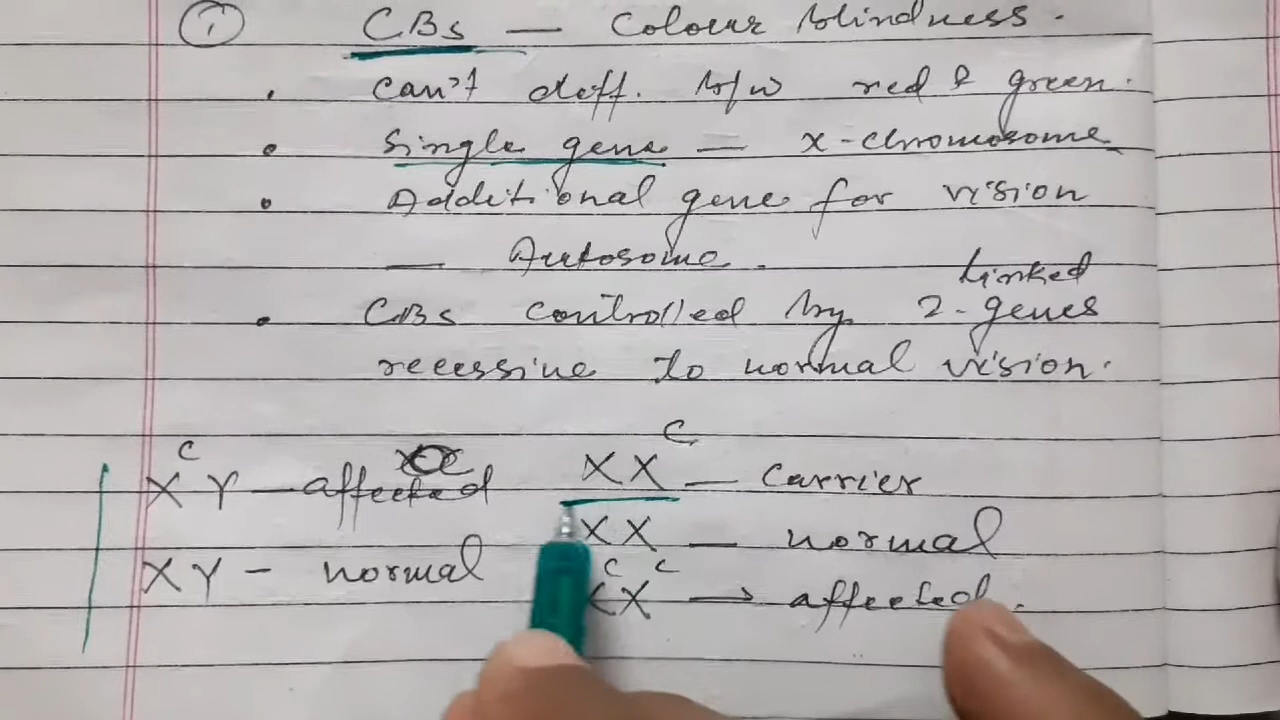 ① CBs — Colour blindness.
• can't deff. b/w red & green.
• Single gene — x-chromosome
• Additional gene for vision
— Autosome.
linked
• CBs controlled by 2-genes
recessive to normal vision.
XᶜY — affected XXᶜ — Carrier
XX — normal
XY — normal
XᶜXᶜ → affected.